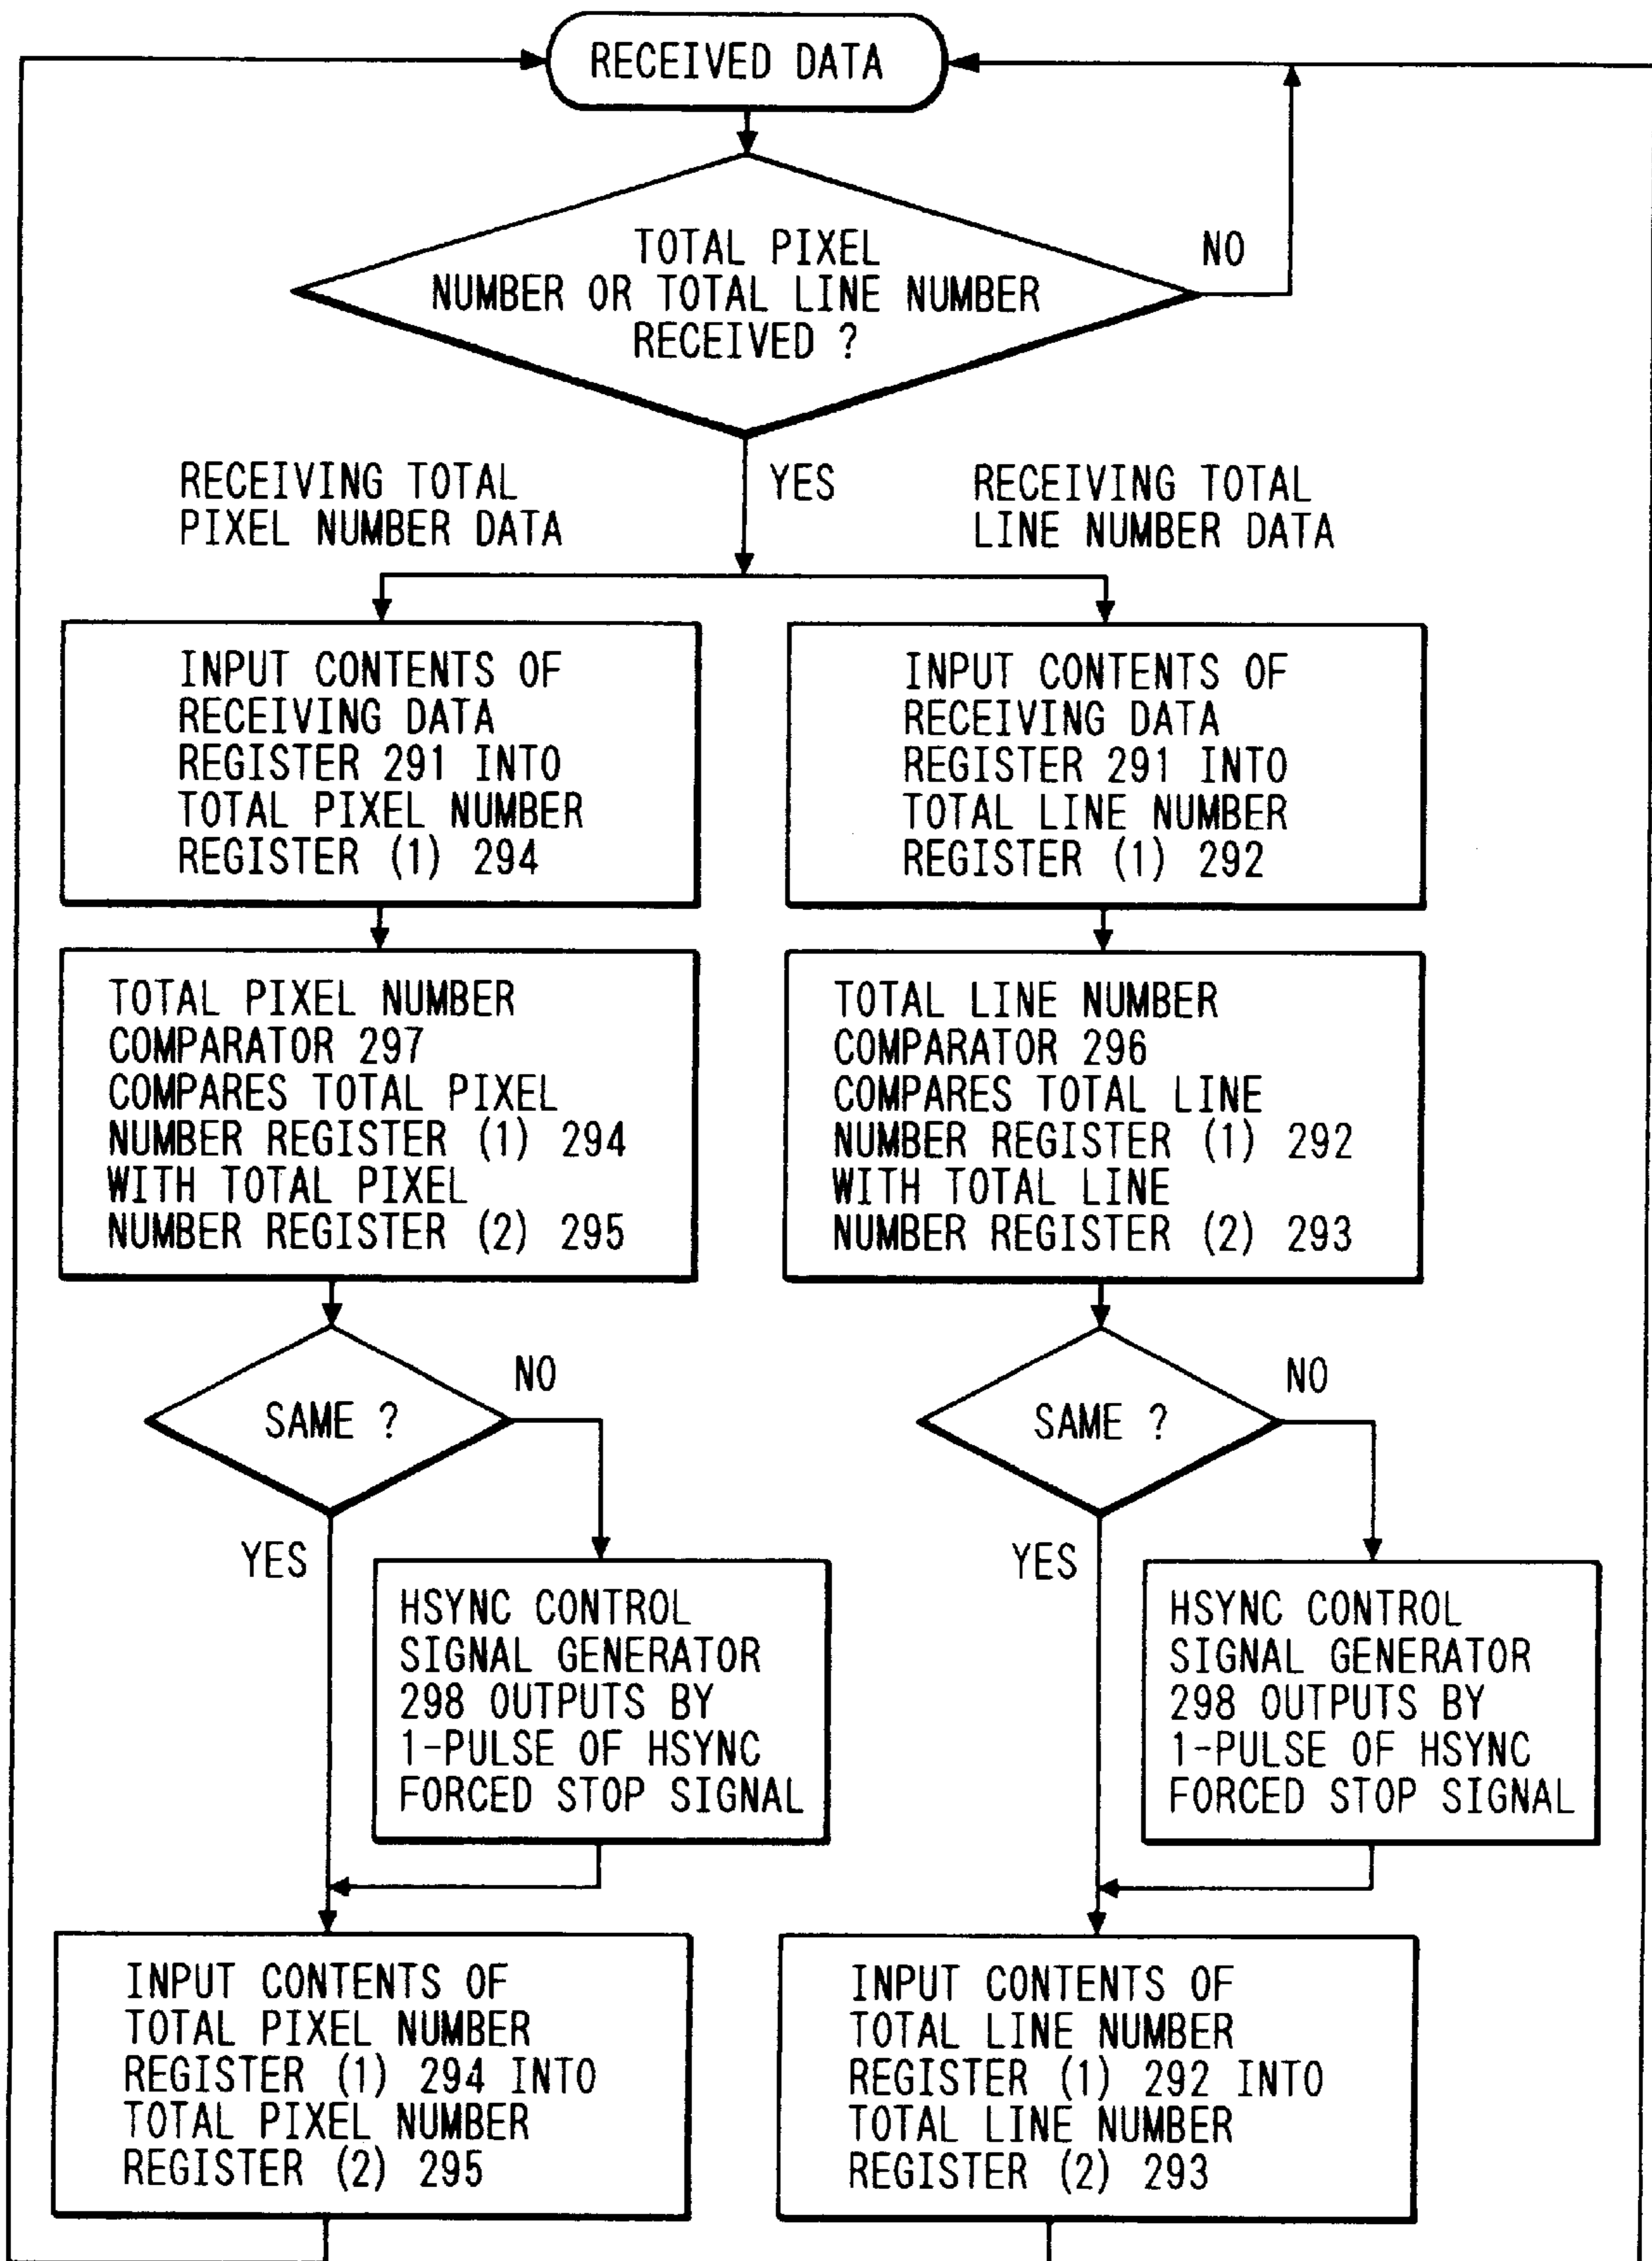 RECEIVED DATA
TOTAL PIXEL
NUMBER OR TOTAL LINE NUMBER
RECEIVED ?
NO
YES
RECEIVING TOTAL
PIXEL NUMBER DATA
RECEIVING TOTAL
LINE NUMBER DATA
INPUT CONTENTS OF
RECEIVING DATA
REGISTER 291 INTO
TOTAL PIXEL NUMBER
REGISTER (1) 294
INPUT CONTENTS OF
RECEIVING DATA
REGISTER 291 INTO
TOTAL LINE NUMBER
REGISTER (1) 292
TOTAL PIXEL NUMBER
COMPARATOR 297
COMPARES TOTAL PIXEL
NUMBER REGISTER (1) 294
WITH TOTAL PIXEL
NUMBER REGISTER (2) 295
TOTAL LINE NUMBER
COMPARATOR 296
COMPARES TOTAL LINE
NUMBER REGISTER (1) 292
WITH TOTAL LINE
NUMBER REGISTER (2) 293
SAME ?
NO
YES
HSYNC CONTROL
SIGNAL GENERATOR
298 OUTPUTS BY
1-PULSE OF HSYNC
FORCED STOP SIGNAL
SAME ?
NO
YES
HSYNC CONTROL
SIGNAL GENERATOR
298 OUTPUTS BY
1-PULSE OF HSYNC
FORCED STOP SIGNAL
INPUT CONTENTS OF
TOTAL PIXEL NUMBER
REGISTER (1) 294 INTO
TOTAL PIXEL NUMBER
REGISTER (2) 295
INPUT CONTENTS OF
TOTAL LINE NUMBER
REGISTER (1) 292 INTO
TOTAL LINE NUMBER
REGISTER (2) 293